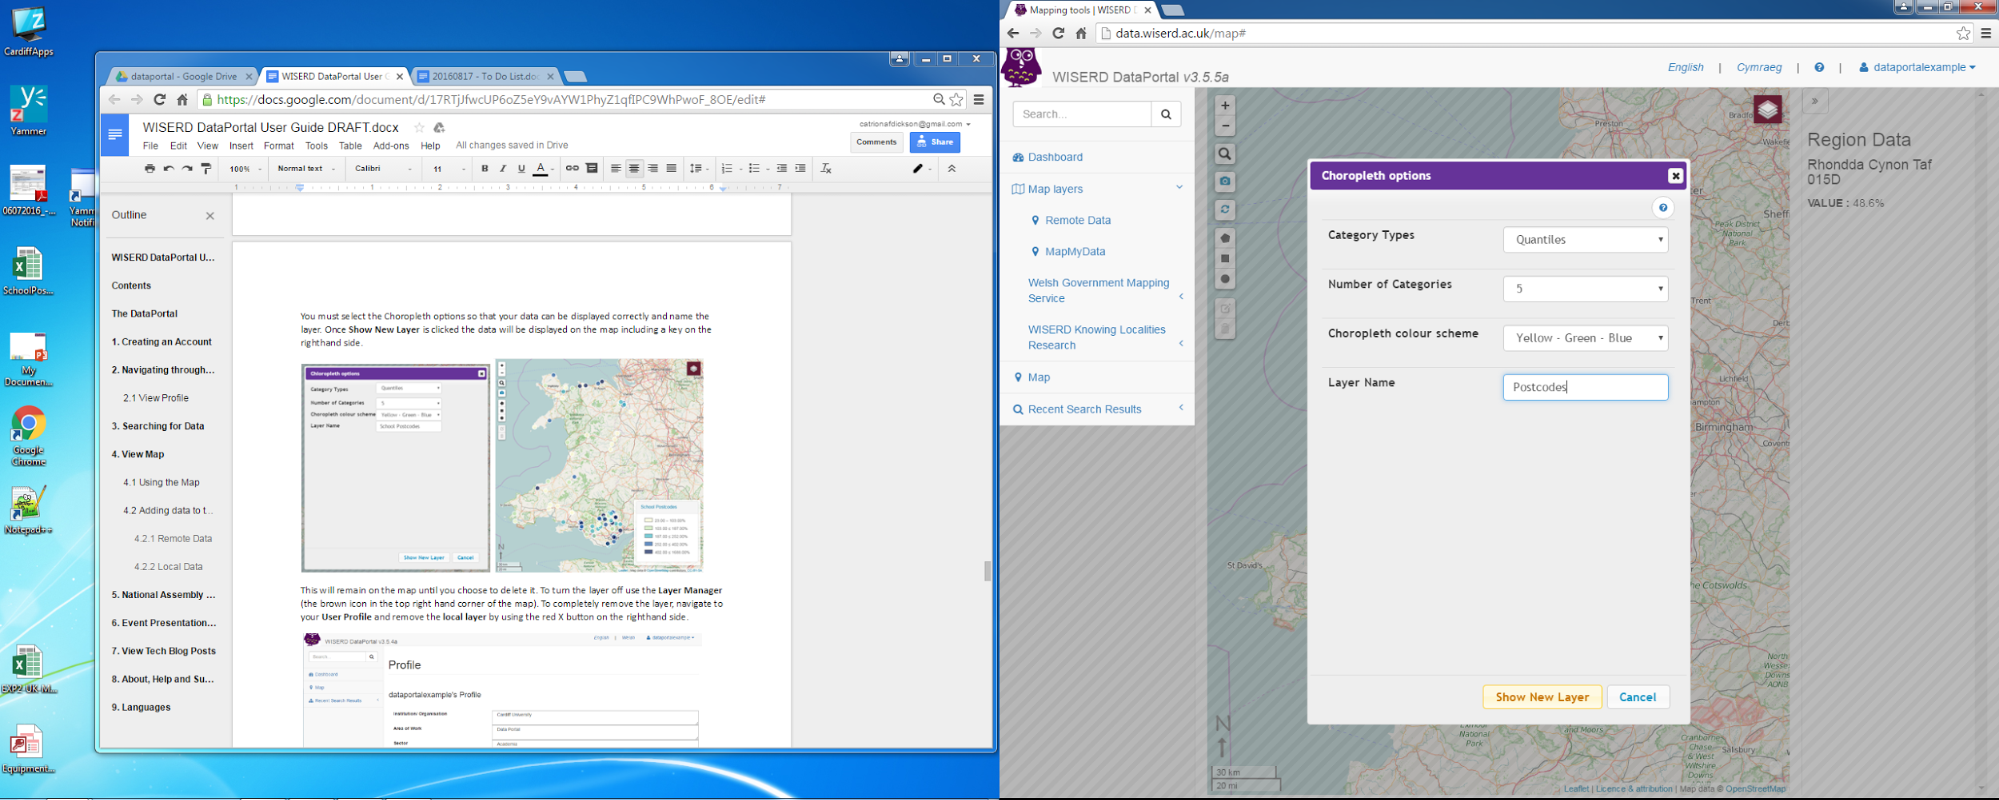 CardiffApps
Yammer
06072016_-...
Yamm...
Notifi...
SchoolPos...
My
Documen...
Google
Chrome
Notepad++
EXP2-UK-M...
Equipment...
dataportal - Google Drive
WISERD DataPortal User G
20160817 - To Do List.doc
https://docs.google.com/document/d/17RTjJfwcUP6oZ5eY9vAYW1PhyZ1qfIPC9WhPwoF_8OE/edit#
WISERD DataPortal User Guide DRAFT.docx
catrionafdickson@gmail.com
File Edit View Insert Format Tools Table Add-ons Help All changes saved in Drive
Comments
Share
100% Normal text Calibri 11 B I U A
1 1 2 3 4 5 6 7
Outline
WISERD DataPortal U...
Contents
The DataPortal
1. Creating an Account
2. Navigating through...
2.1 View Profile
3. Searching for Data
4. View Map
4.1 Using the Map
4.2 Adding data to t...
4.2.1 Remote Data
4.2.2 Local Data
5. National Assembly ...
6. Event Presentation...
7. View Tech Blog Posts
8. About, Help and Su...
9. Languages
You must select the Choropleth options so that your data can be displayed correctly and name the
layer. Once Show New Layer is clicked the data will be displayed on the map including a key on the
righthand side.
Choropleth options
Category Types Quantiles
Number of Categories 5
Choropleth colour scheme Yellow - Green - Blue
Layer Name School Postcodes
Show New Layer Cancel
School Postcodes
This will remain on the map until you choose to delete it. To turn the layer off use the Layer Manager
(the brown icon in the top right hand corner of the map). To completely remove the layer, navigate to
your User Profile and remove the local layer by using the red X button on the righthand side.
WISERD DataPortal v3.5.4a
English | Welsh | dataportalexample
Search...
Dashboard
Map
Recent Search Results
Profile
dataportalexample's Profile
Institution/ Organisation Cardiff University
Area of Work Data Portal
Sector Academic
Mapping tools | WISERD D
data.wiserd.ac.uk/map#
WISERD DataPortal v3.5.5a
English | Cymraeg | ? | dataportalexample
Search...
Dashboard
Map layers
Remote Data
MapMyData
Welsh Government Mapping
Service
WISERD Knowing Localities
Research
Map
Recent Search Results
+
−
Preston
Bradfo
Wakefie
Sheff
Peak District
National
Park
Trent
Derb
Lichfield
hampton
Birmingham
Covent
St David's
The Cotswolds
North
Wessex
Downs
AONB
Exmoor
National
Park
and Moors
Cranborne
Chase
& West
Wiltshire
Downs
Salisbury
N
30 km
20 mi
Leaflet | Licence & attribution | Map data © OpenStreetMap
Choropleth options
?
Category Types Quantiles
Number of Categories 5
Choropleth colour scheme Yellow - Green - Blue
Layer Name Postcodes
Show New Layer Cancel
»
Region Data
Rhondda Cynon Taf
015D
VALUE : 48.6%